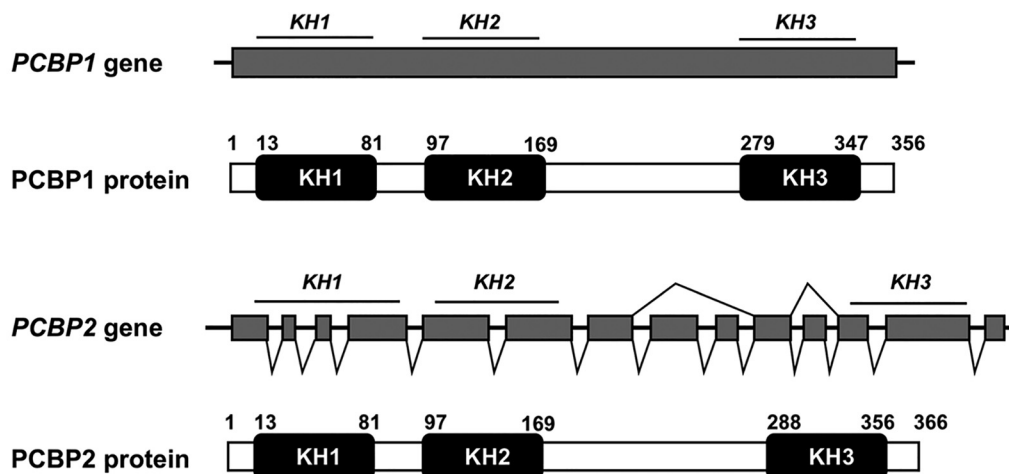 KH1 KH2 KH3
PCBP1 gene
1 13 81 97 169 279 347 356
PCBP1 protein KH1 KH2 KH3
KH1 KH2 KH3
PCBP2 gene
1 13 81 97 169 288 356 366
PCBP2 protein KH1 KH2 KH3